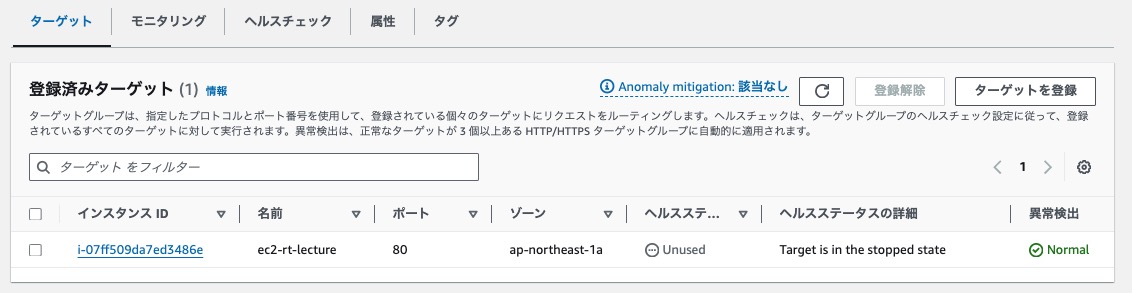 ターゲット モニタリング ヘルスチェック 属性 タグ
登録済みターゲット (1) 情報 Anomaly migitation: 該当なし 登録解除 ターゲットを登録
ターゲットグループは、指定したプロトコルとポート番号を使用して、登録されている個々のターゲットにリクエストをルーティングします。ヘルスチェックは、ターゲットグループのヘルスチェック設定に従って、登録
されているすべてのターゲットに対して実行されます。異常検出は、正常なターゲットが 3 個以上ある HTTP/HTTPS ターゲットグループに自動的に適用されます。
ターゲット をフィルター 1
インスタンス ID 名前 ポート ゾーン ヘルスステ... ヘルスステータスの詳細 異常検出
i-07ff509da7ed3486e ec2-rt-lecture 80 ap-northeast-1a Unused Target is in the stopped state Normal